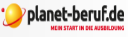 planet-beruf.de
MEIN START IN DIE AUSBILDUNG